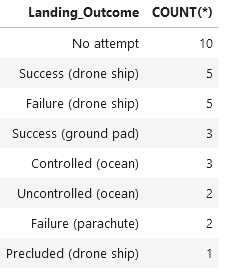 Landing_Outcome COUNT(*)
No attempt 10
Success (drone ship) 5
Failure (drone ship) 5
Success (ground pad) 3
Controlled (ocean) 3
Uncontrolled (ocean) 2
Failure (parachute) 2
Precluded (drone ship) 1